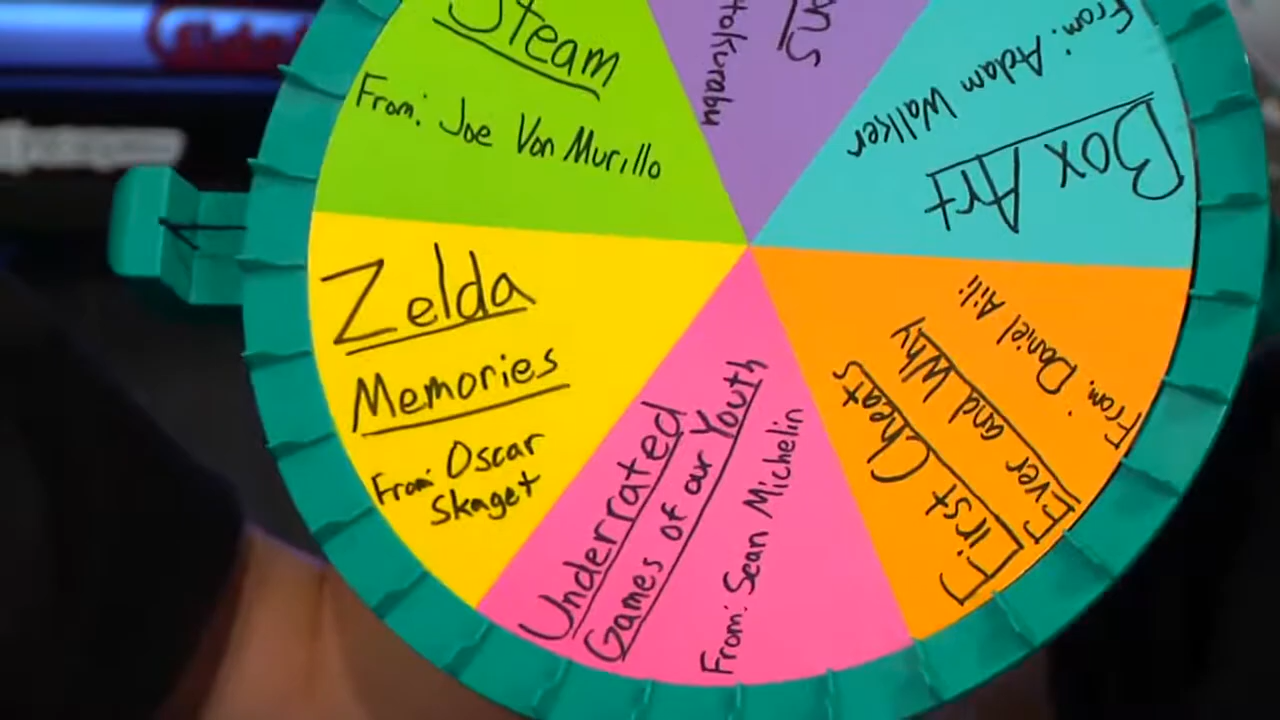 Steam
From: Joe Von Murillo
Zelda
Memories
From: Oscar
Skaget
Underrated
Games of our Youth
From: Sean Michelin
First Cheats
Ever and Why
From: Daniel Aili
Box Art
From: Adam Walker